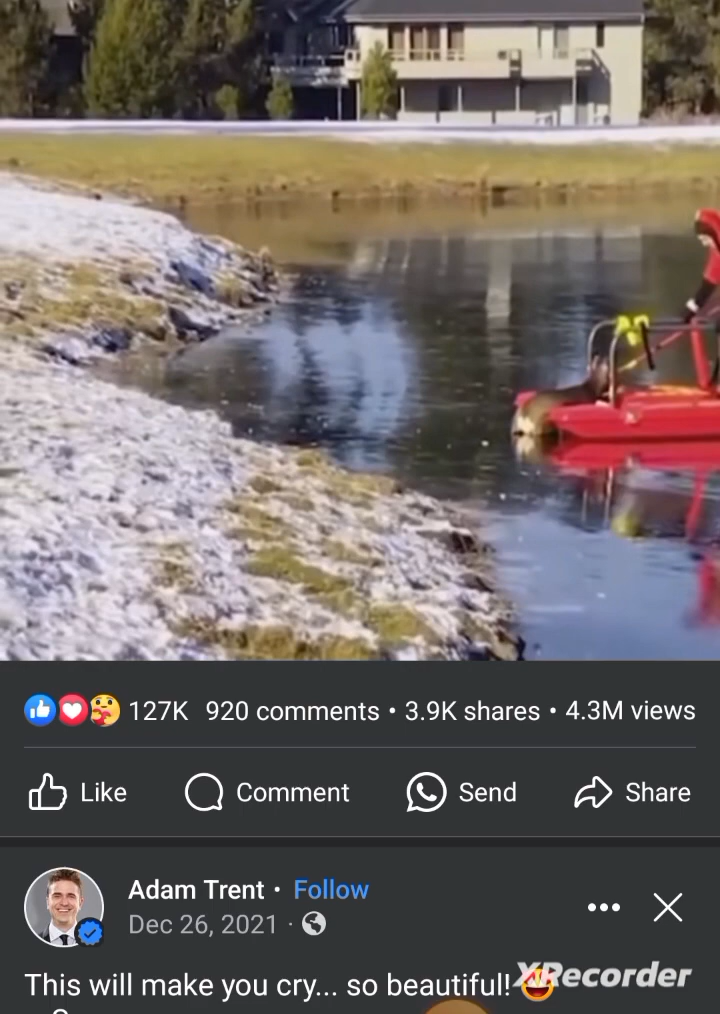 127K 920 comments • 3.9K shares • 4.3M views
Like Comment Send Share
Adam Trent • Follow
Dec 26, 2021 ·
This will make you cry... so beautiful!
XRecorder